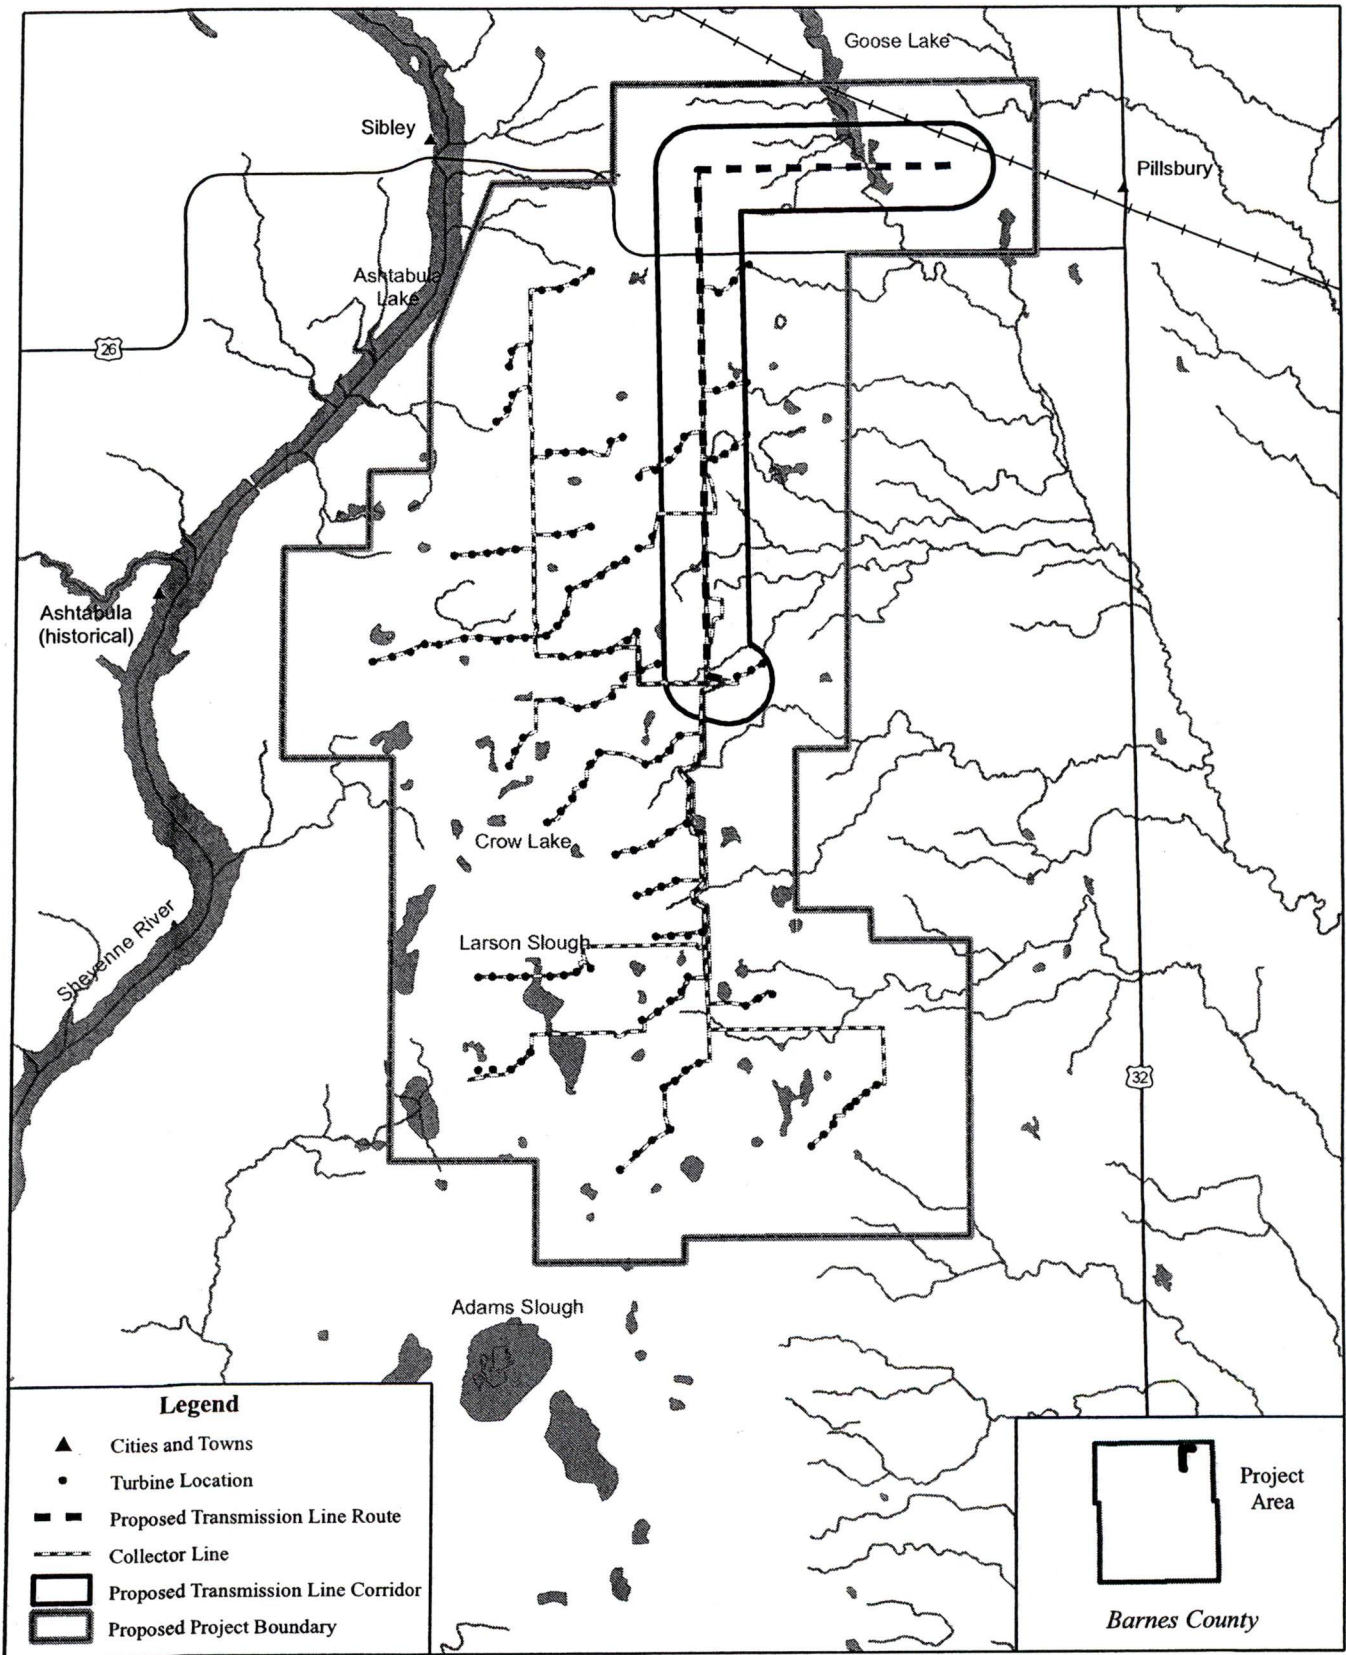 Goose Lake
Sibley
Pillsbury
Ashtabula
Lake
26
Ashtabula
(historical)
Crow Lake
Larson Slough
Sheyenne River
32
Adams Slough
Legend
Cities and Towns
Turbine Location
Proposed Transmission Line Route
Collector Line
Proposed Transmission Line Corridor
Proposed Project Boundary
Project
Area
Barnes County